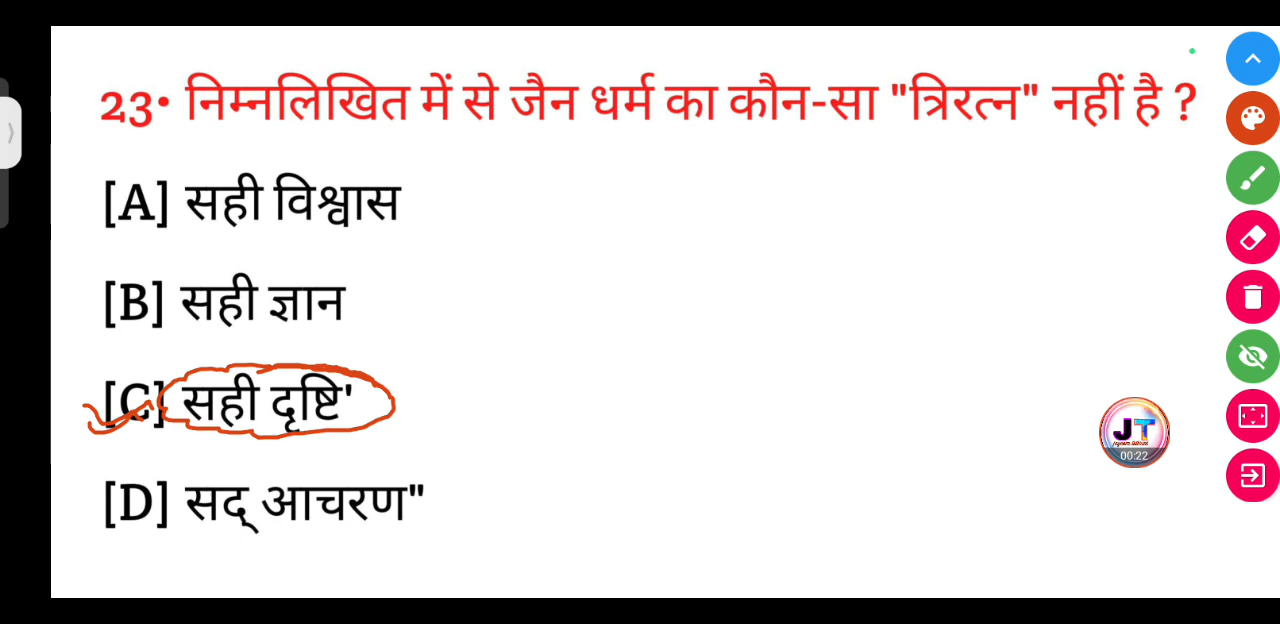 23• निम्नलिखित में से जैन धर्म का कौन-सा "त्रिरत्न" नहीं है ?
[A] सही विश्वास
[B] सही ज्ञान
[C] सही दृष्टि'
JT
00:22
[D] सद् आचरण"